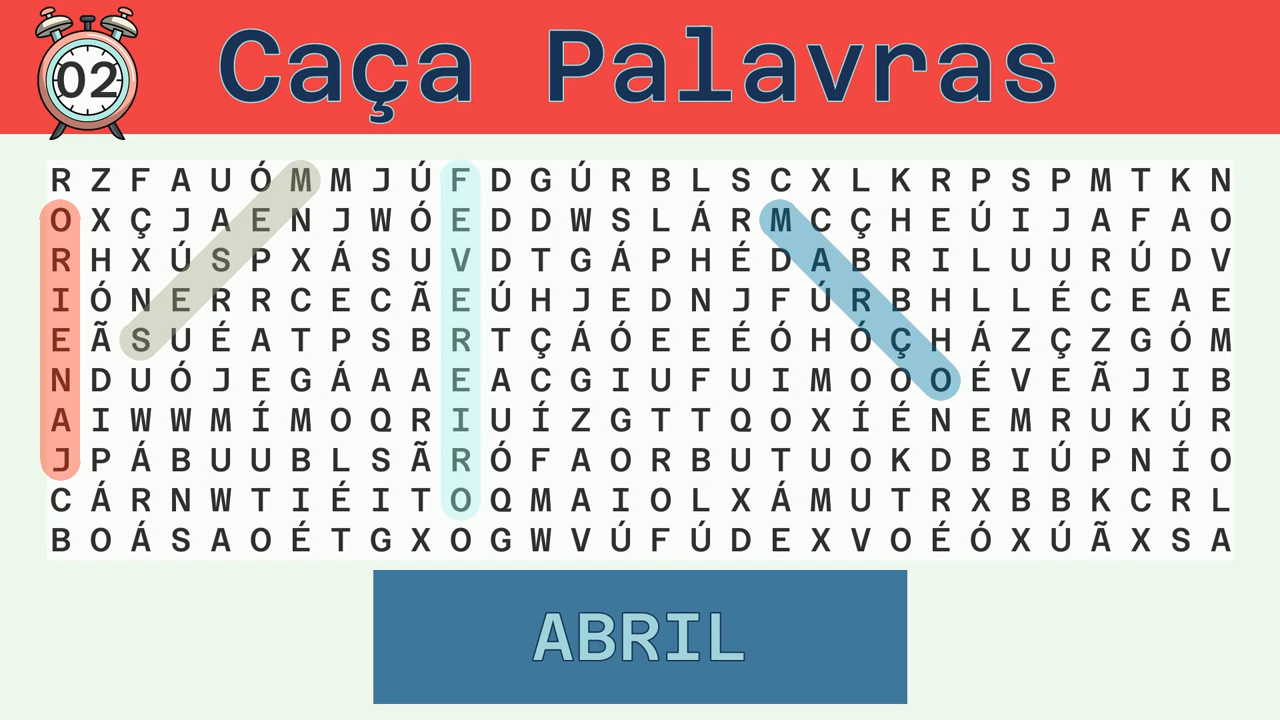 02
Caça Palavras
R Z F A U Ó M M J Ú F D G Ú R B L S C X L K R P S P M T K N
O X Ç J A E N J W Ó E D D W S L Á R M C Ç H E Ú I J A F A O
R H X Ú S P X Á S U V D T G Á P H É D A B R I L U U R Ú D V
I Ó N E R R C E C Ã E Ú H J E D N J F Ú R B H L L É C E A E
E Ã S U É A T P S B R T Ç Á Ó E E É Ó H Ó Ç H Á Z Ç Z G Ó M
N D U Ó J E G Á A A E A C G I U F U I M O O O É V E Ã J I B
A I W W M Í M O Q R I U Í Z G T T Q O X Í É N E M R U K Ú R
J P Á B U U B L S Ã R Ó F A O R B U T U O K D B I Ú P N Í O
C Á R N W T I É I T O Q M A I O L X Á M U T R X B B K C R L
B O Á S A O É T G X O G W V Ú F Ú D E X V O É Ó X Ú Ã X S A
ABRIL